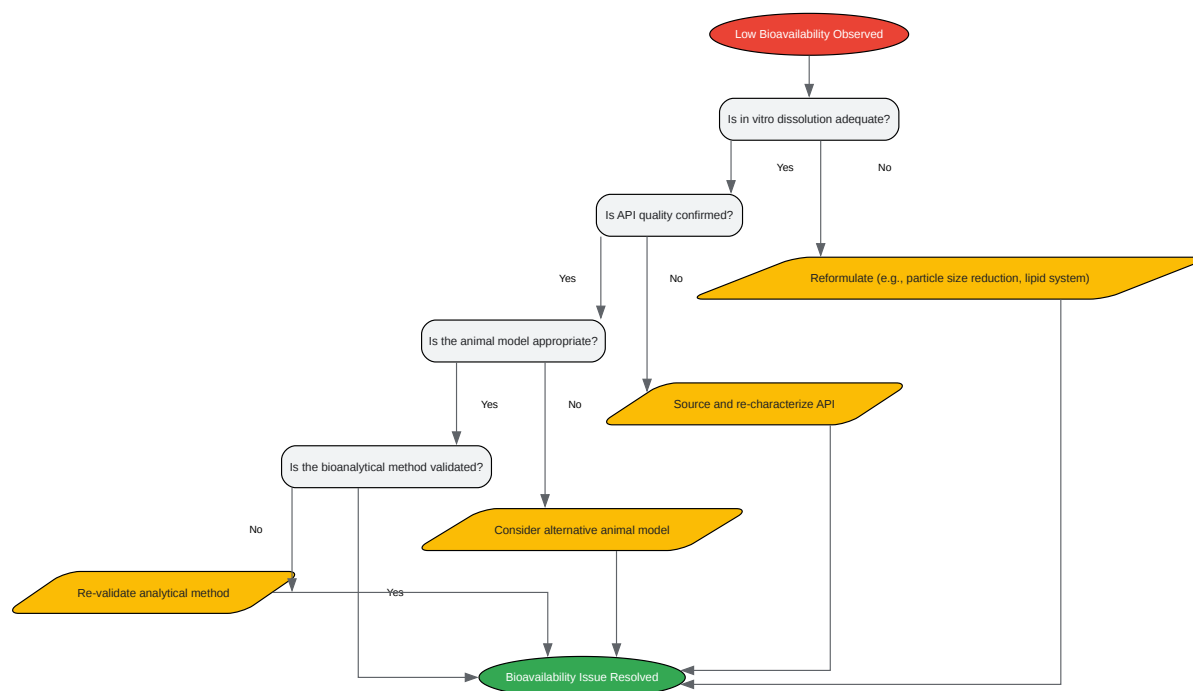 Low Bioavailability Observed
Is in vitro dissolution adequate?
Yes
No
Is API quality confirmed?
Yes
No
Reformulate (e.g., particle size reduction, lipid system)
Is the animal model appropriate?
Yes
No
Source and re-characterize API
Is the bioanalytical method validated?
No
Consider alternative animal model
Re-validate analytical method
Yes
Bioavailability Issue Resolved